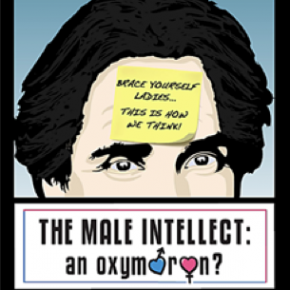 BRACE YOURSELF
LADIES...
THIS IS HOW
WE THINK!
THE MALE INTELLECT:
an oxymoron?